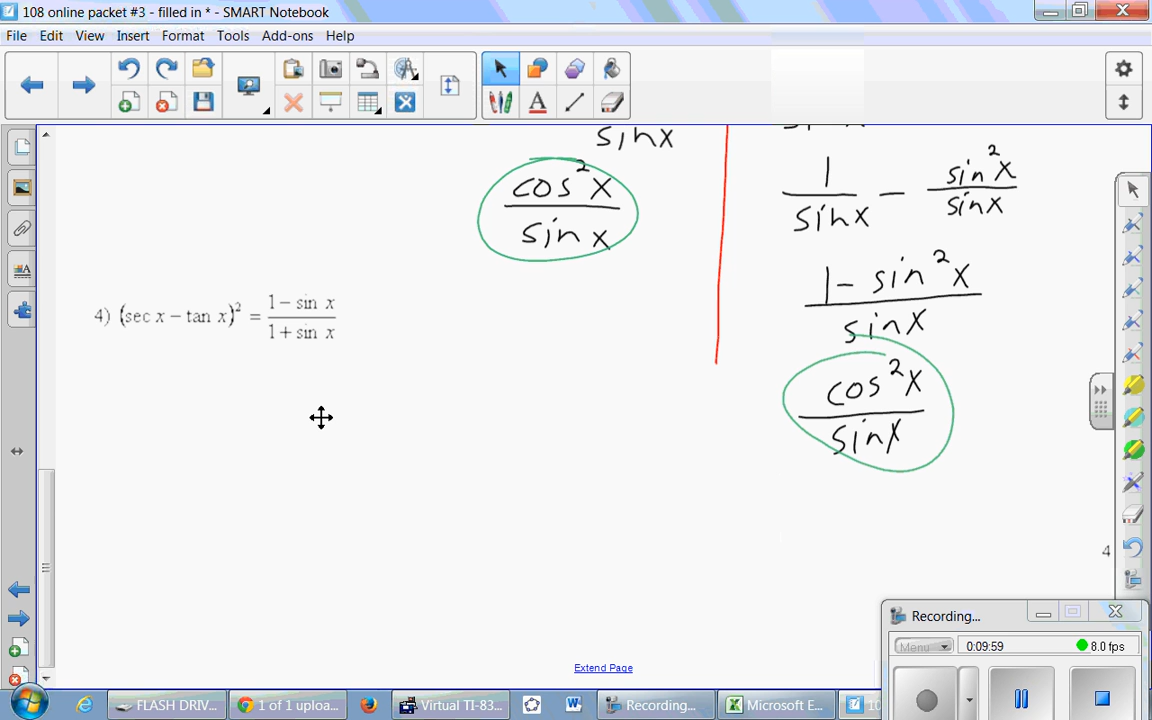 108 online packet #3 - filled in * - SMART Notebook
File Edit View Insert Format Tools Add-ons Help
sinx
cos²x
sin x
1/sinx − sin²x/sinx
1 − sin²x
sinx
cos²x
sinx
4) (sec x − tan x)² = (1 − sin x)/(1 + sin x)
4
Extend Page
Recording...
Menu 0:09:59 8.0 fps
FLASH DRIV... 1 of 1 uploa... Virtual TI-83... Recording... Microsoft E... 10